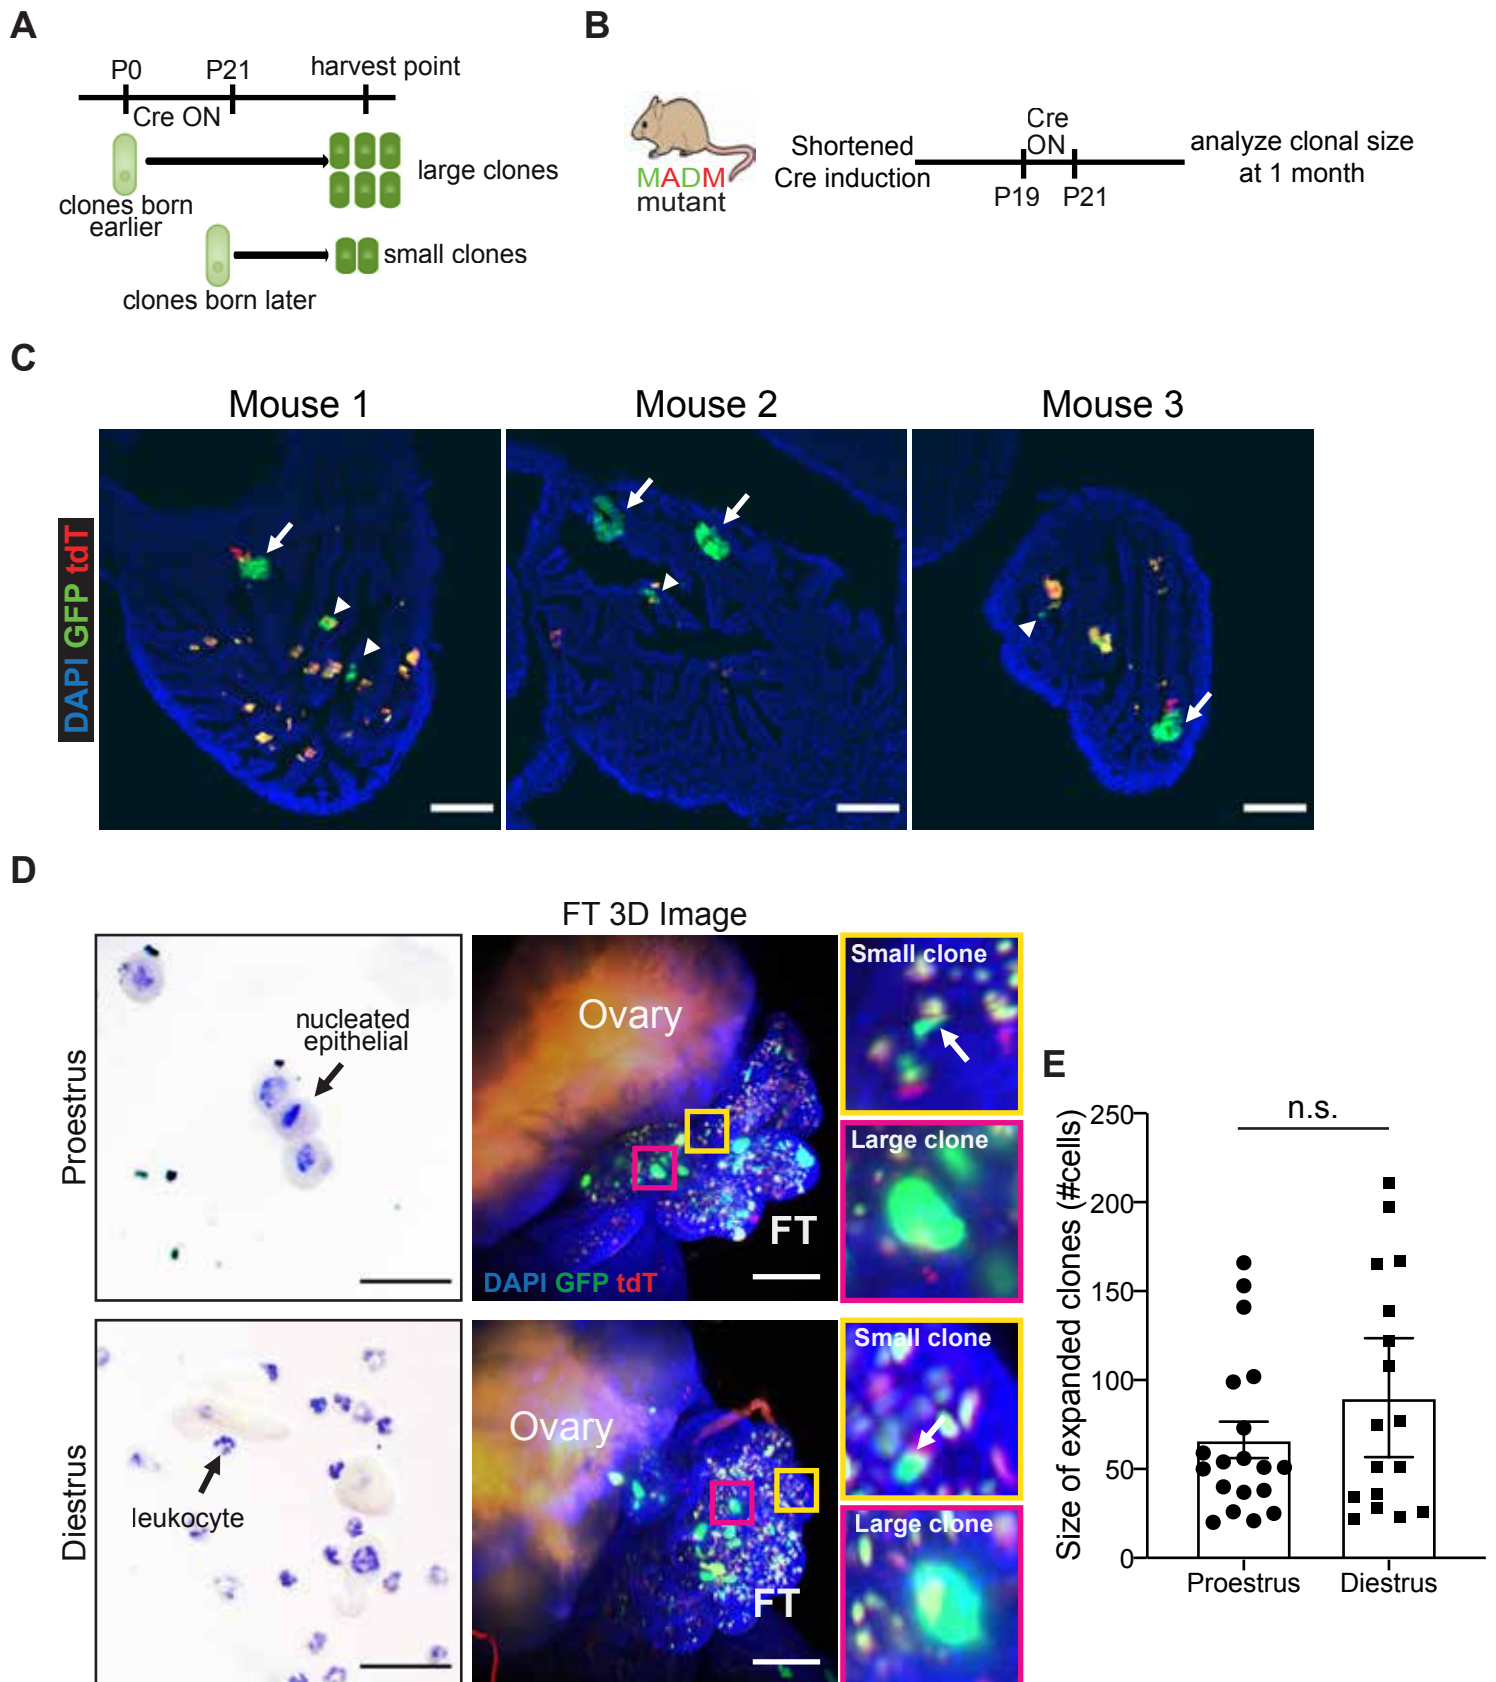 A
P0
P21
harvest point
Cre ON
large clones
clones born
earlier
small clones
clones born later
B
MADM
mutant
Shortened
Cre induction
Cre
ON
P19
P21
analyze clonal size
at 1 month
C
Mouse 1
Mouse 2
Mouse 3
DAPI GFP tdT
D
FT 3D Image
Proestrus
nucleated
epithelial
Ovary
FT
DAPI GFP tdT
Small clone
Large clone
Diestrus
leukocyte
Ovary
FT
Small clone
Large clone
E
Size of expanded clones (#cells)
n.s.
250
200
150
100
50
0
Proestrus
Diestrus